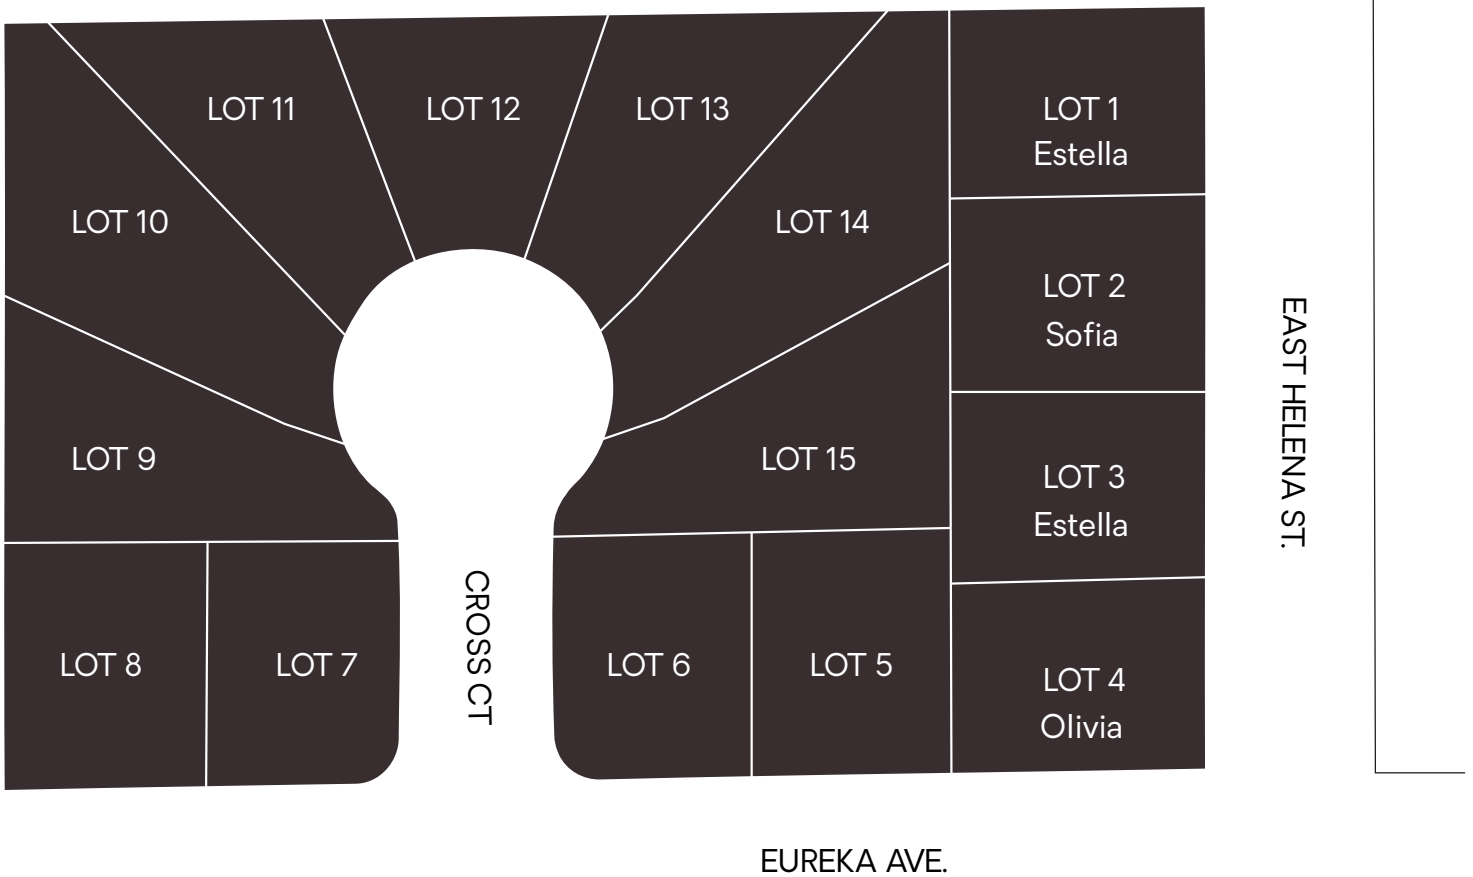 LOT 11
LOT 12
LOT 13
LOT 1
Estella
LOT 10
LOT 14
LOT 2
Sofia
LOT 9
LOT 15
LOT 3
Estella
EAST HELENA ST.
CROSS CT
LOT 8
LOT 7
LOT 6
LOT 5
LOT 4
Olivia
EUREKA AVE.